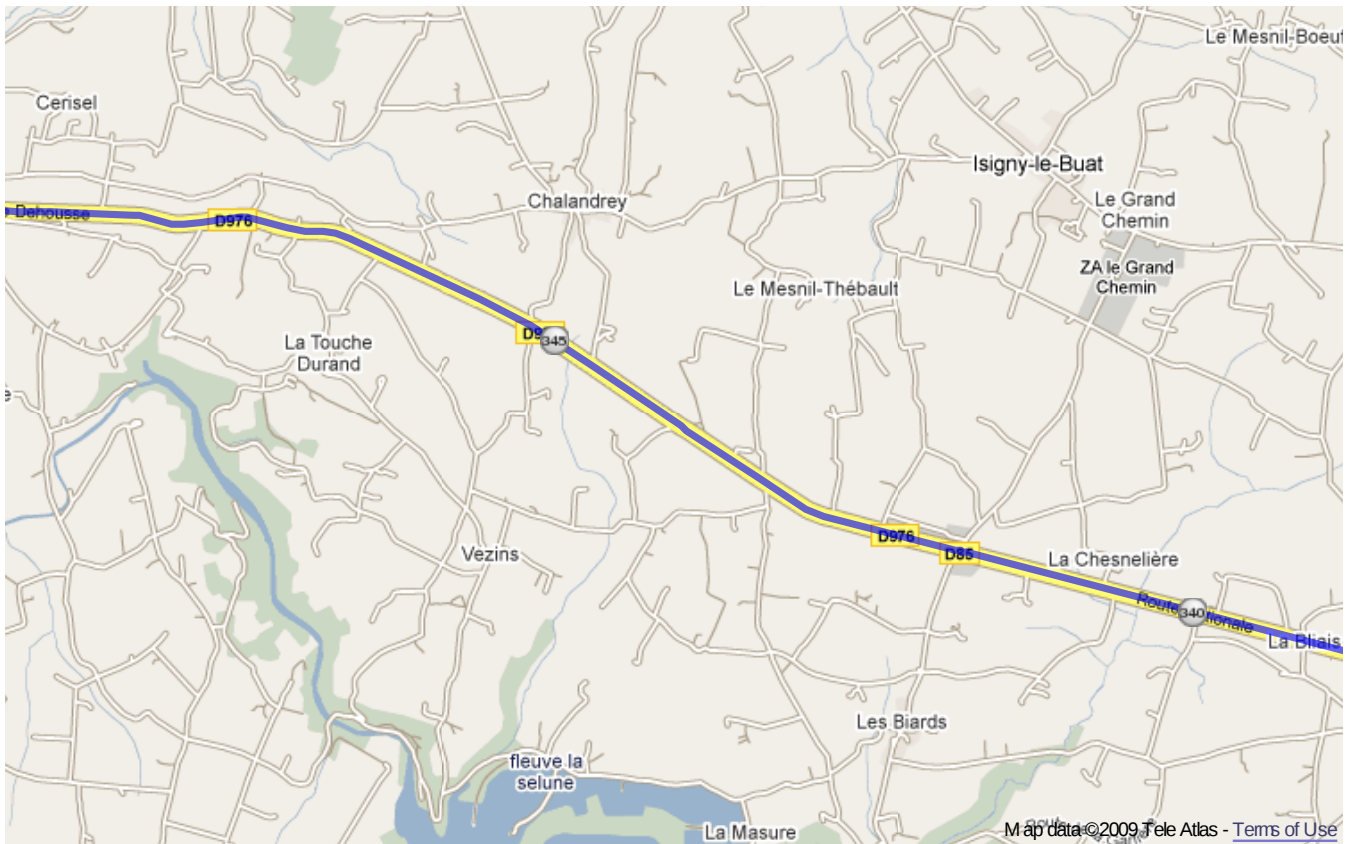 Le Mesnil-Boeuf
Cerisel
Isigny-le-Buat
Chalandrey
Le Grand
Chemin
Dehousse
D976
ZA le Grand
Chemin
Le Mesnil-Thébault
345
La Touche
Durand
e
D976
D85
Vezins
La Chesnelière
Route
340
tionale
La Bliais
Les Biards
fleuve la
selune
La Masure
Map data ©2009 Tele Atlas - Terms of Use